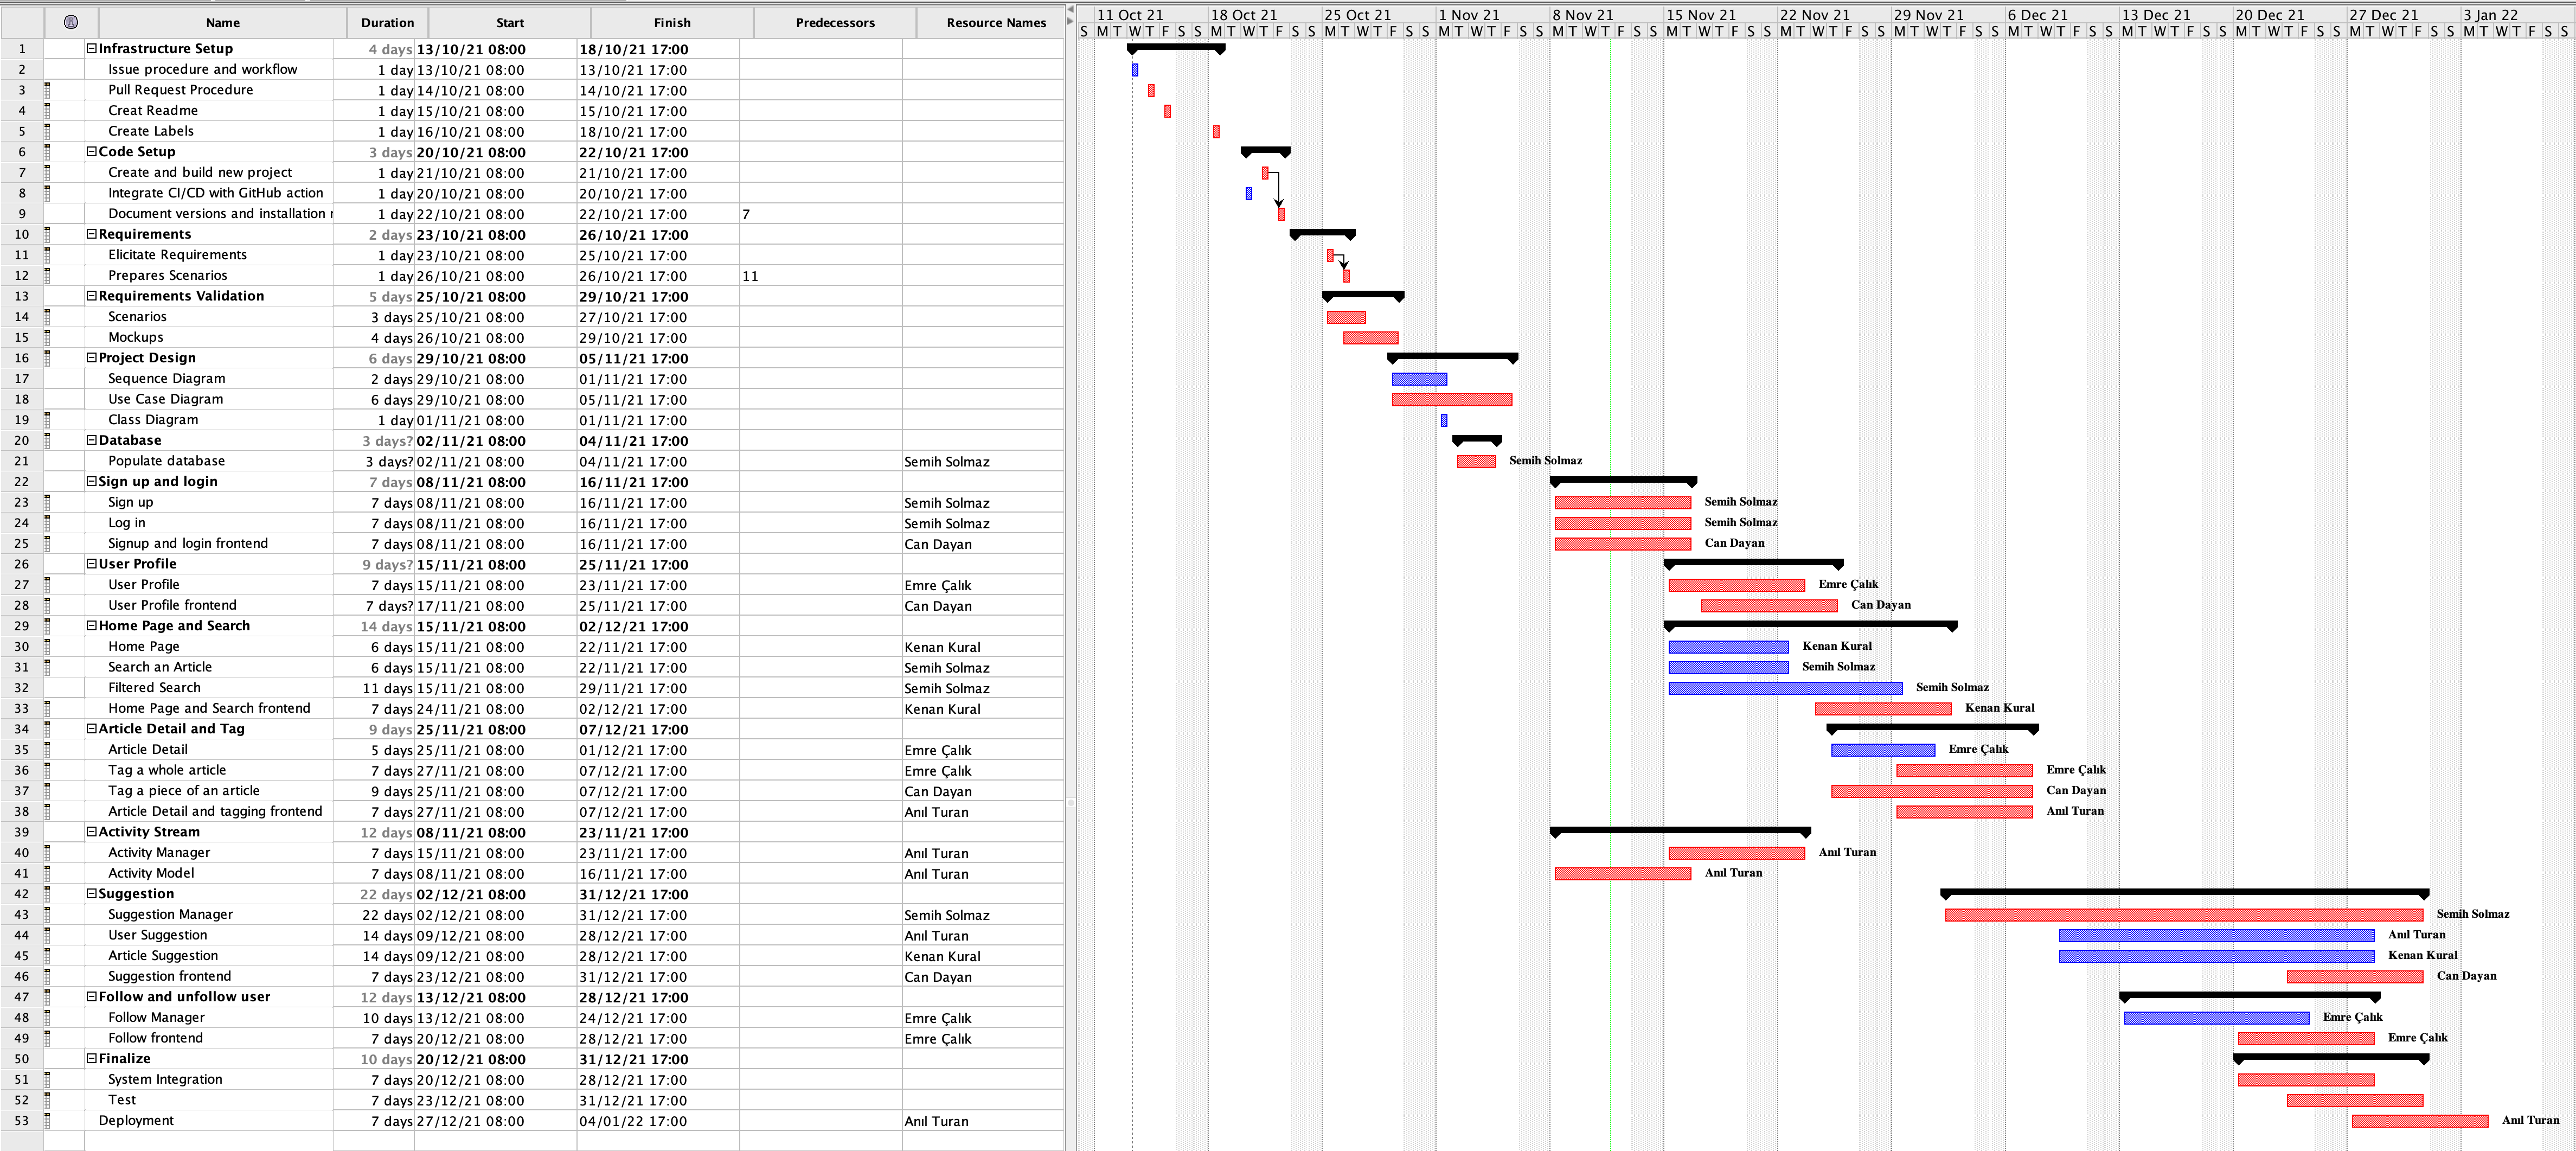 Name Duration Start Finish Predecessors Resource Names
11 Oct 21 18 Oct 21 25 Oct 21 1 Nov 21 8 Nov 21 15 Nov 21 22 Nov 21 29 Nov 21 6 Dec 21 13 Dec 21 20 Dec 21 27 Dec 21 3 Jan 22
S M T W T F S S M T W T F S S M T W T F S S M T W T F S S M T W T F S S M T W T F S S M T W T F S S M T W T F S S M T W T F S S M T W T F S S M T W T F S S M T W T F S S M T W T F S S
1 Infrastructure Setup 4 days 13/10/21 08:00 18/10/21 17:00
2 Issue procedure and workflow 1 day 13/10/21 08:00 13/10/21 17:00
3 Pull Request Procedure 1 day 14/10/21 08:00 14/10/21 17:00
4 Creat Readme 1 day 15/10/21 08:00 15/10/21 17:00
5 Create Labels 1 day 16/10/21 08:00 18/10/21 17:00
6 Code Setup 3 days 20/10/21 08:00 22/10/21 17:00
7 Create and build new project 1 day 21/10/21 08:00 21/10/21 17:00
8 Integrate CI/CD with GitHub action 1 day 20/10/21 08:00 20/10/21 17:00
9 Document versions and installation r 1 day 22/10/21 08:00 22/10/21 17:00 7
10 Requirements 2 days 23/10/21 08:00 26/10/21 17:00
11 Elicitate Requirements 1 day 23/10/21 08:00 25/10/21 17:00
12 Prepares Scenarios 1 day 26/10/21 08:00 26/10/21 17:00 11
13 Requirements Validation 5 days 25/10/21 08:00 29/10/21 17:00
14 Scenarios 3 days 25/10/21 08:00 27/10/21 17:00
15 Mockups 4 days 26/10/21 08:00 29/10/21 17:00
16 Project Design 6 days 29/10/21 08:00 05/11/21 17:00
17 Sequence Diagram 2 days 29/10/21 08:00 01/11/21 17:00
18 Use Case Diagram 6 days 29/10/21 08:00 05/11/21 17:00
19 Class Diagram 1 day 01/11/21 08:00 01/11/21 17:00
20 Database 3 days? 02/11/21 08:00 04/11/21 17:00
21 Populate database 3 days? 02/11/21 08:00 04/11/21 17:00 Semih Solmaz Semih Solmaz
22 Sign up and login 7 days 08/11/21 08:00 16/11/21 17:00
23 Sign up 7 days 08/11/21 08:00 16/11/21 17:00 Semih Solmaz Semih Solmaz
24 Log in 7 days 08/11/21 08:00 16/11/21 17:00 Semih Solmaz Semih Solmaz
25 Signup and login frontend 7 days 08/11/21 08:00 16/11/21 17:00 Can Dayan Can Dayan
26 User Profile 9 days? 15/11/21 08:00 25/11/21 17:00
27 User Profile 7 days 15/11/21 08:00 23/11/21 17:00 Emre Çalık Emre Çalık
28 User Profile frontend 7 days? 17/11/21 08:00 25/11/21 17:00 Can Dayan Can Dayan
29 Home Page and Search 14 days 15/11/21 08:00 02/12/21 17:00
30 Home Page 6 days 15/11/21 08:00 22/11/21 17:00 Kenan Kural Kenan Kural
31 Search an Article 6 days 15/11/21 08:00 22/11/21 17:00 Semih Solmaz Semih Solmaz
32 Filtered Search 11 days 15/11/21 08:00 29/11/21 17:00 Semih Solmaz Semih Solmaz
33 Home Page and Search frontend 7 days 24/11/21 08:00 02/12/21 17:00 Kenan Kural Kenan Kural
34 Article Detail and Tag 9 days 25/11/21 08:00 07/12/21 17:00
35 Article Detail 5 days 25/11/21 08:00 01/12/21 17:00 Emre Çalık Emre Çalık
36 Tag a whole article 7 days 27/11/21 08:00 07/12/21 17:00 Emre Çalık Emre Çalık
37 Tag a piece of an article 9 days 25/11/21 08:00 07/12/21 17:00 Can Dayan Can Dayan
38 Article Detail and tagging frontend 7 days 27/11/21 08:00 07/12/21 17:00 Anıl Turan Anıl Turan
39 Activity Stream 12 days 08/11/21 08:00 23/11/21 17:00
40 Activity Manager 7 days 15/11/21 08:00 23/11/21 17:00 Anıl Turan Anıl Turan
41 Activity Model 7 days 08/11/21 08:00 16/11/21 17:00 Anıl Turan Anıl Turan
42 Suggestion 22 days 02/12/21 08:00 31/12/21 17:00
43 Suggestion Manager 22 days 02/12/21 08:00 31/12/21 17:00 Semih Solmaz Semih Solmaz
44 User Suggestion 14 days 09/12/21 08:00 28/12/21 17:00 Anıl Turan Anıl Turan
45 Article Suggestion 14 days 09/12/21 08:00 28/12/21 17:00 Kenan Kural Kenan Kural
46 Suggestion frontend 7 days 23/12/21 08:00 31/12/21 17:00 Can Dayan Can Dayan
47 Follow and unfollow user 12 days 13/12/21 08:00 28/12/21 17:00
48 Follow Manager 10 days 13/12/21 08:00 24/12/21 17:00 Emre Çalık Emre Çalık
49 Follow frontend 7 days 20/12/21 08:00 28/12/21 17:00 Emre Çalık Emre Çalık
50 Finalize 10 days 20/12/21 08:00 31/12/21 17:00
51 System Integration 7 days 20/12/21 08:00 28/12/21 17:00
52 Test 7 days 23/12/21 08:00 31/12/21 17:00
53 Deployment 7 days 27/12/21 08:00 04/01/22 17:00 Anıl Turan Anıl Turan